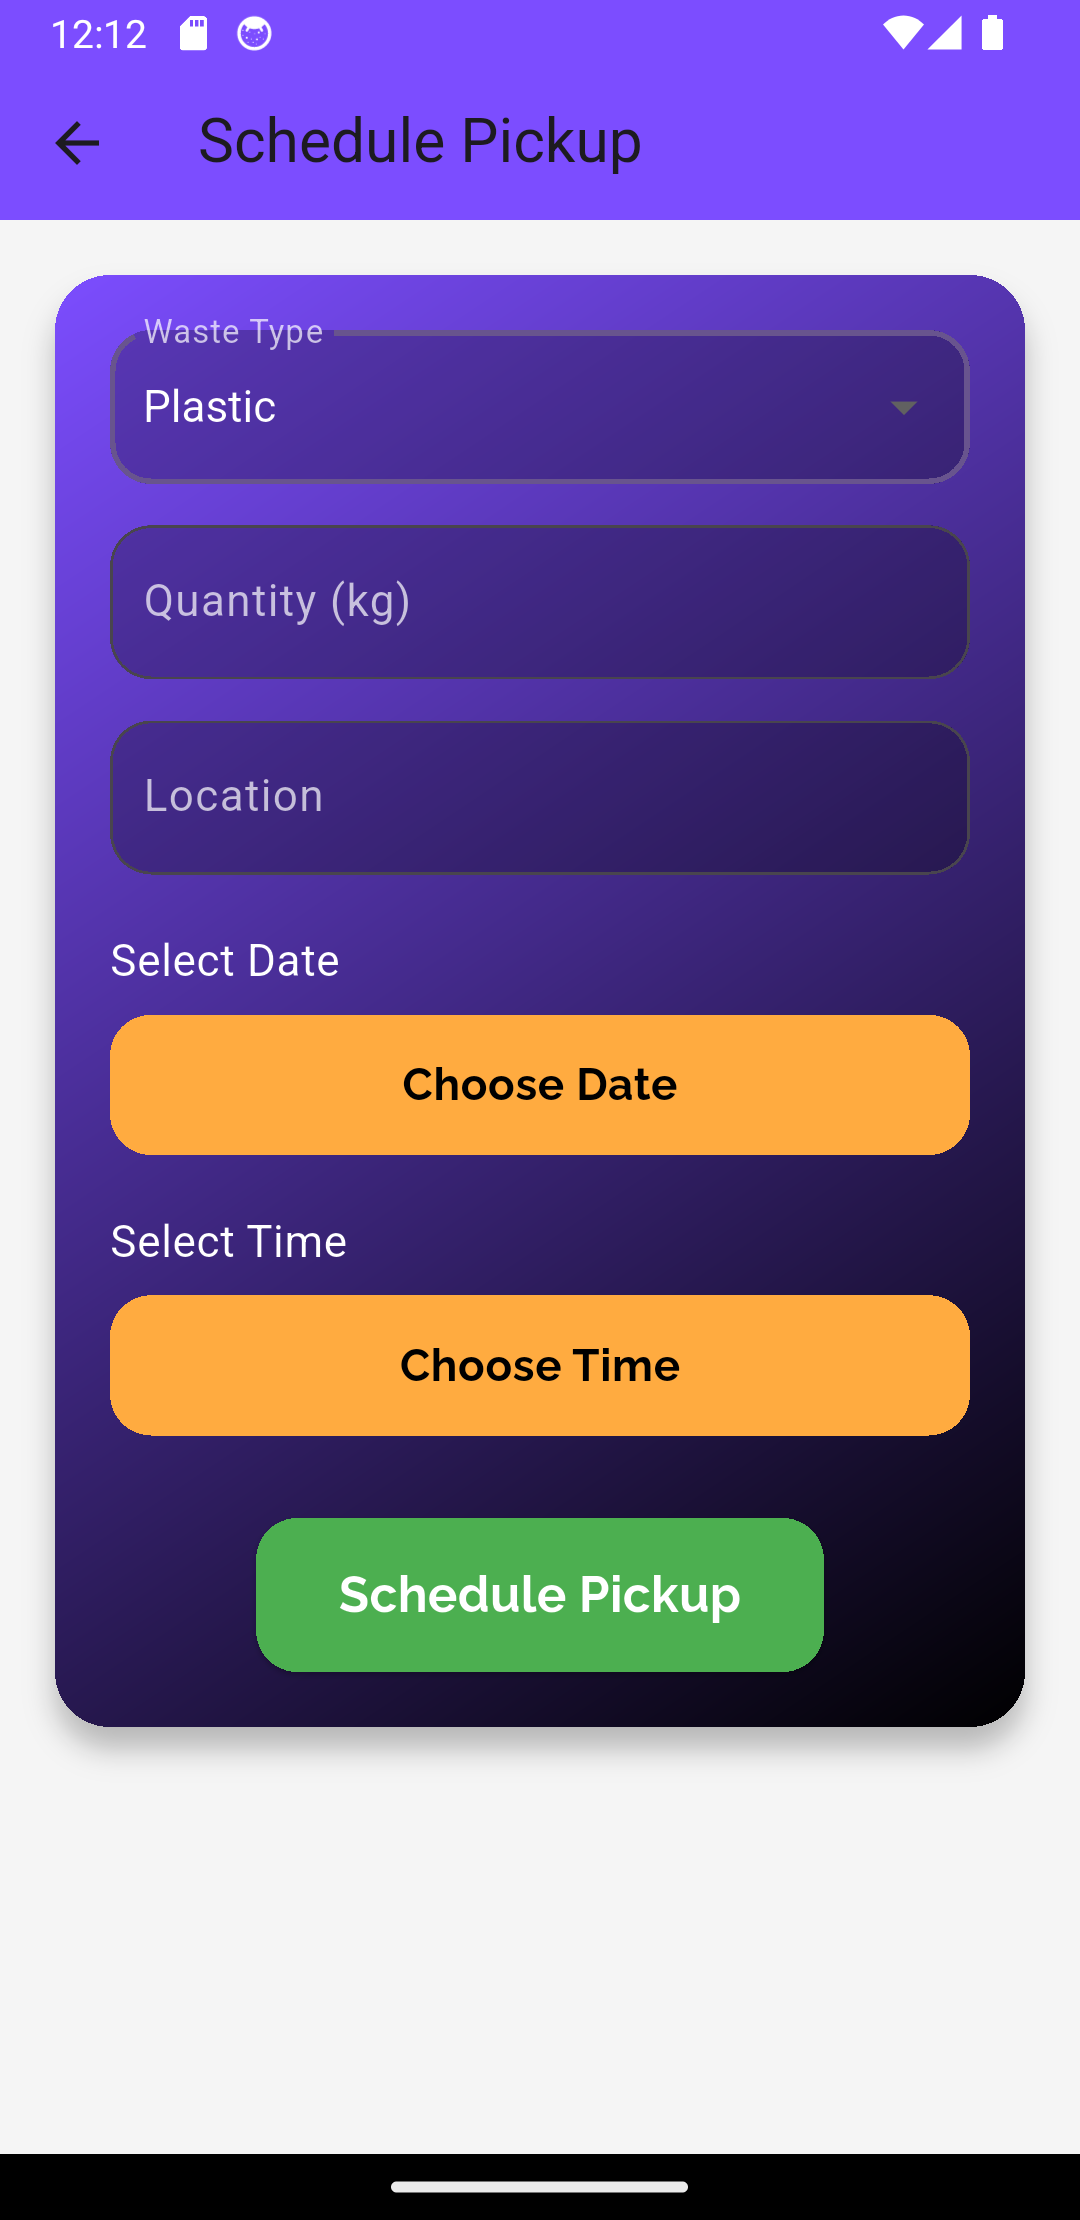 12:12
Schedule Pickup
Waste Type
Plastic
Quantity (kg)
Location
Select Date
Choose Date
Select Time
Choose Time
Schedule Pickup